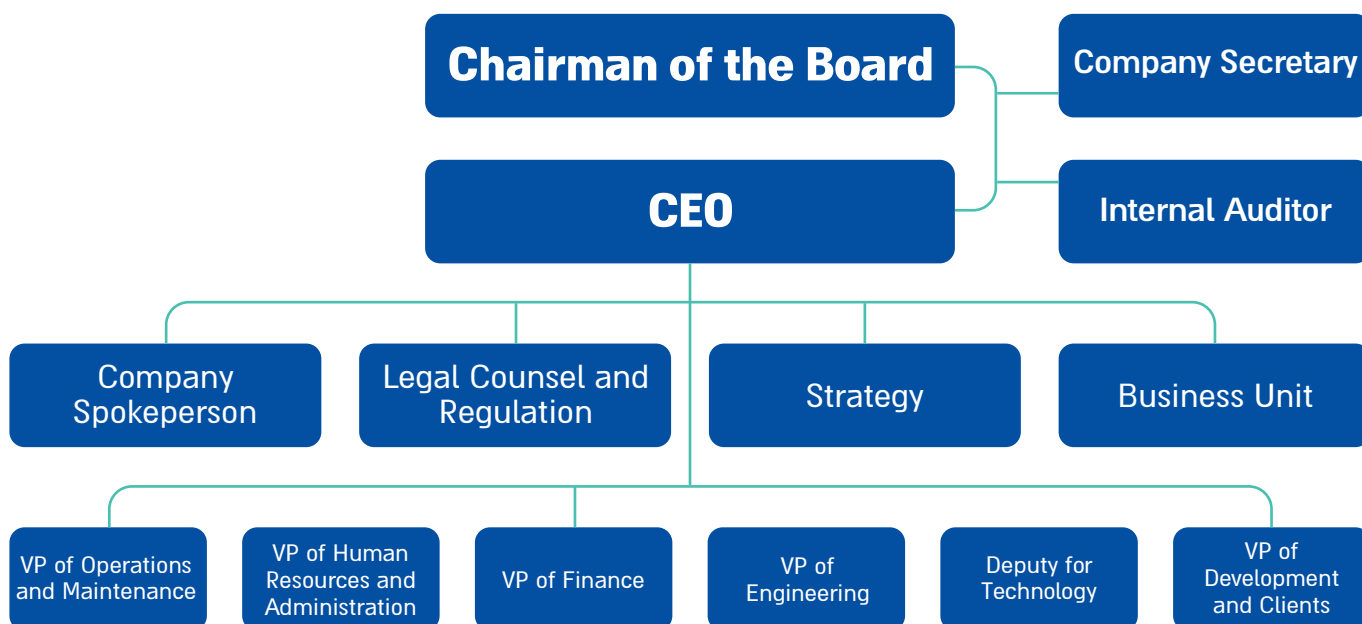 Chairman of the Board
Company Secretary
CEO
Internal Auditor
Company
Spokeperson
Legal Counsel and
Regulation
Strategy
Business Unit
VP of Operations
and Maintenance
VP of Human
Resources and
Administration
VP of Finance
VP of
Engineering
Deputy for
Technology
VP of
Development
and Clients